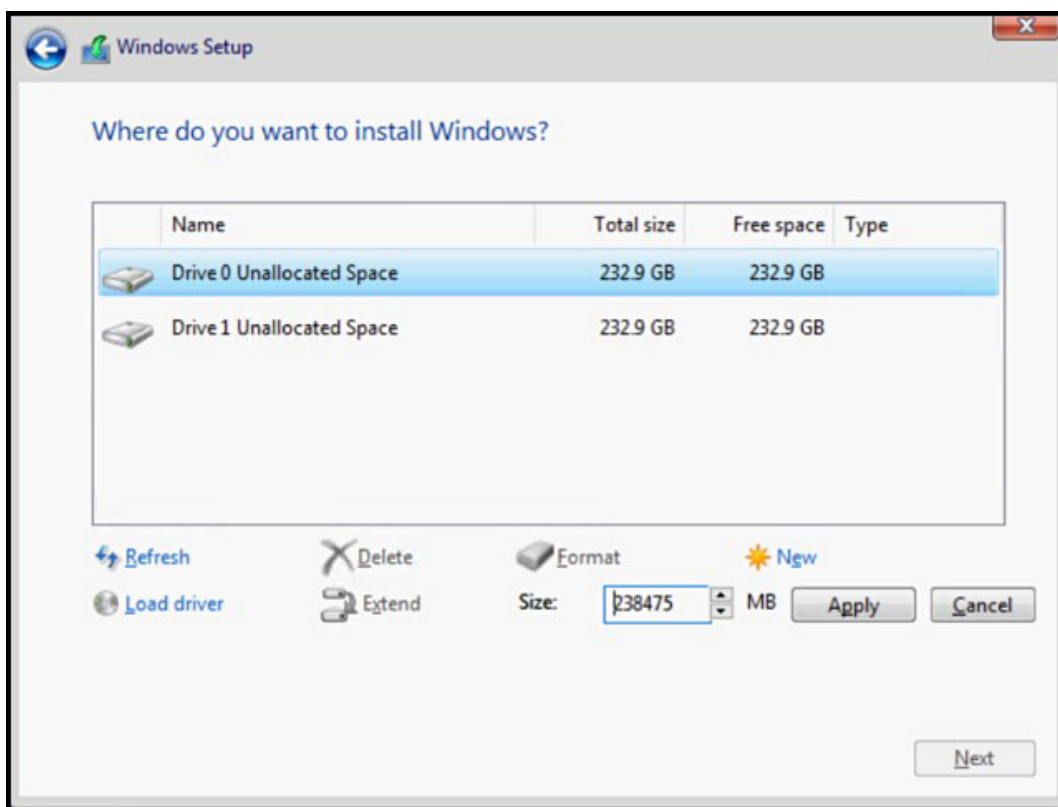 Windows Setup
Where do you want to install Windows?
Name Total size Free space Type
Drive 0 Unallocated Space 232.9 GB 232.9 GB
Drive 1 Unallocated Space 232.9 GB 232.9 GB
Refresh Delete Format New
Load driver Extend Size: 238475 MB Apply Cancel
Next